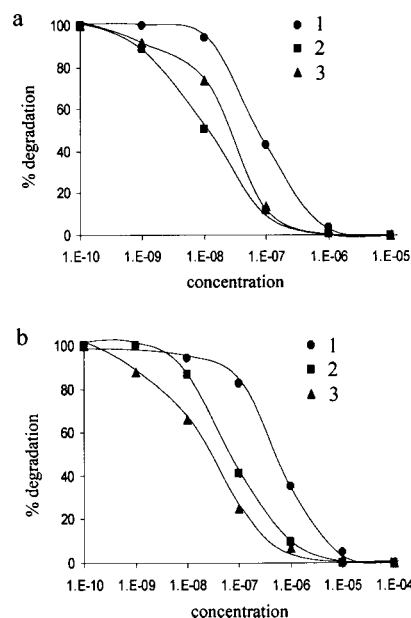 a
100
80
60
40
20
0
% degradation
1
2
3
1.E-10 1.E-09 1.E-08 1.E-07 1.E-06 1.E-05
concentration
b
100
80
60
40
20
0
% degradation
1
2
3
1.E-10 1.E-09 1.E-08 1.E-07 1.E-06 1.E-05 1.E-04
concentration